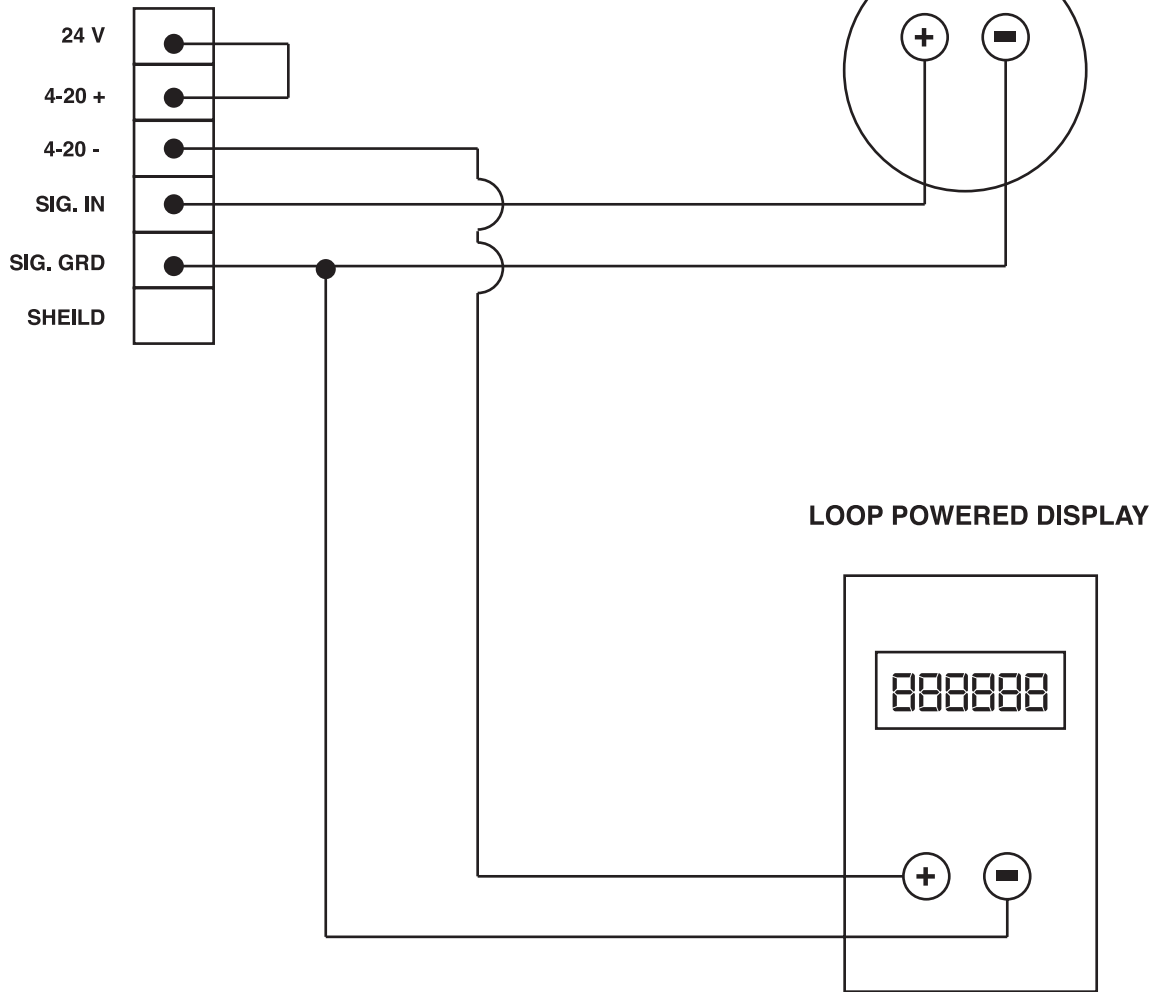 24 V
4-20 +
4-20 -
SIG. IN
SIG. GRD
SHEILD
+ -
LOOP POWERED DISPLAY
888888
+ -